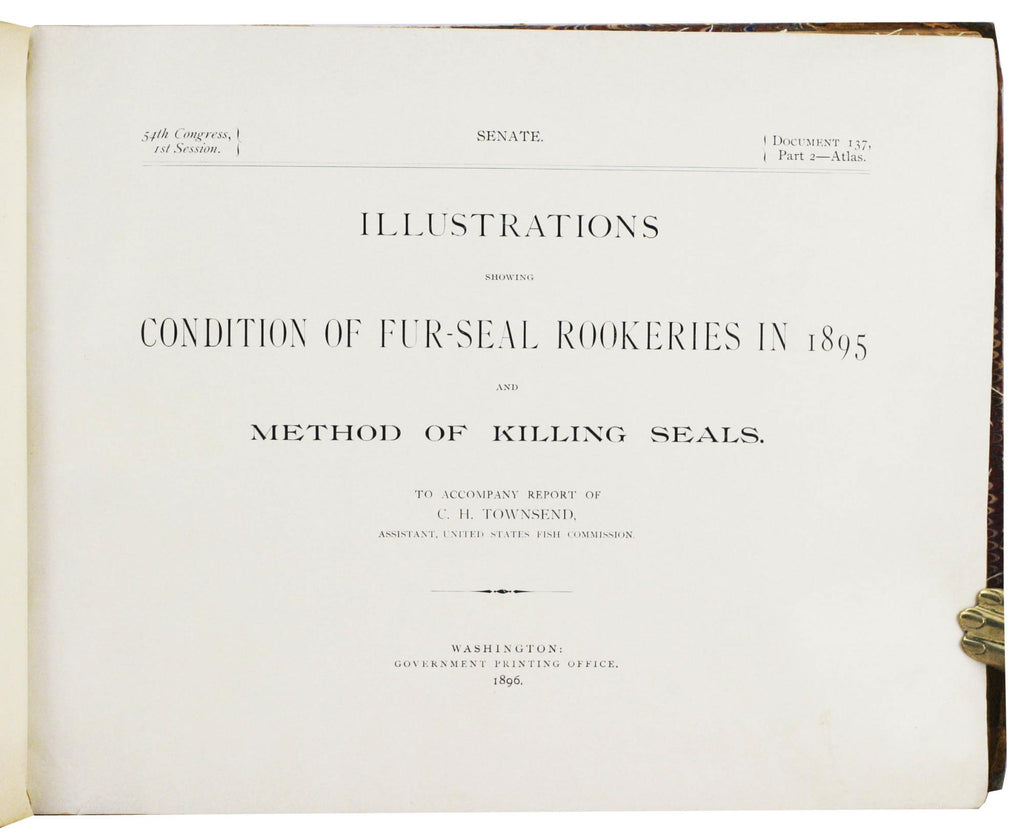 54th Congress,
1st Session.
SENATE.
Document 137,
Part 2—Atlas.
ILLUSTRATIONS
SHOWING
CONDITION OF FUR-SEAL ROOKERIES IN 1895
AND
METHOD OF KILLING SEALS.
TO ACCOMPANY REPORT OF
C. H. TOWNSEND,
ASSISTANT, UNITED STATES FISH COMMISSION.
WASHINGTON:
GOVERNMENT PRINTING OFFICE.
1896.